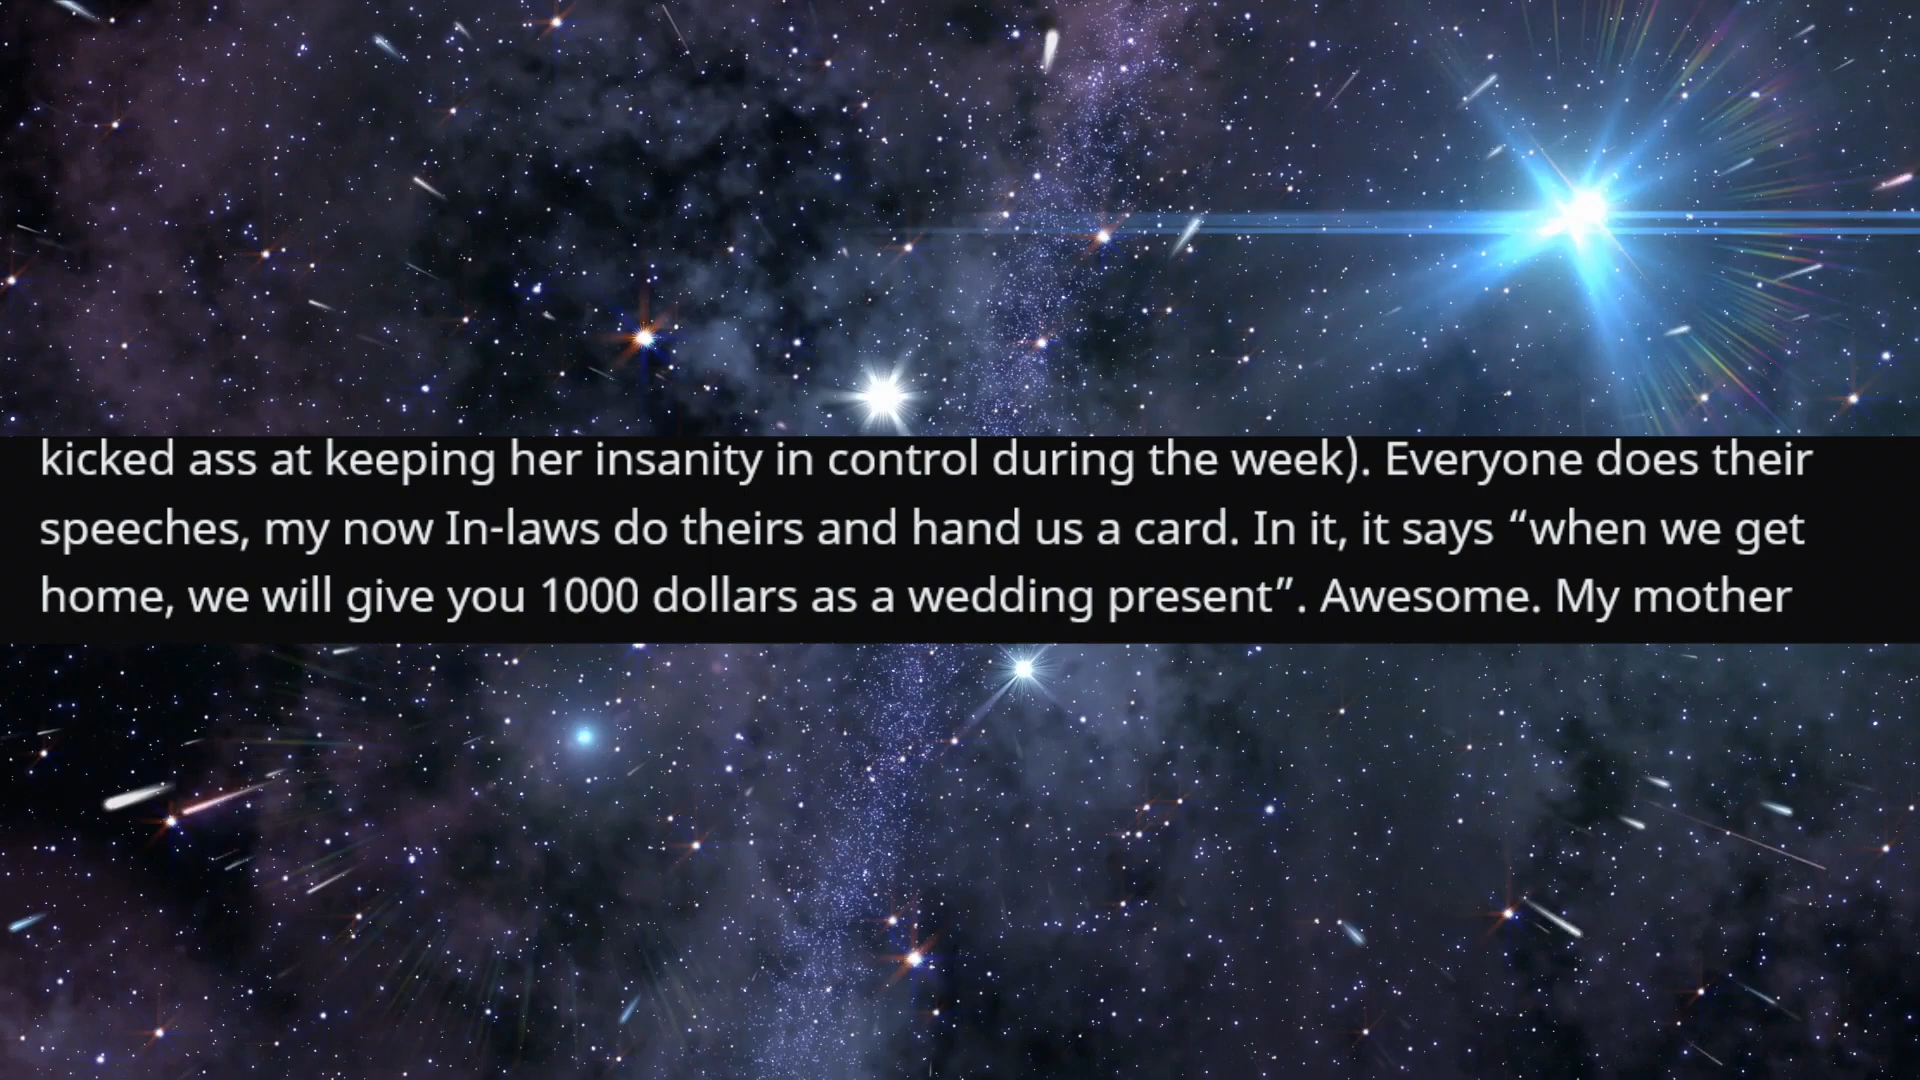 kicked ass at keeping her insanity in control during the week). Everyone does their
speeches, my now In-laws do theirs and hand us a card. In it, it says “when we get
home, we will give you 1000 dollars as a wedding present”. Awesome. My mother